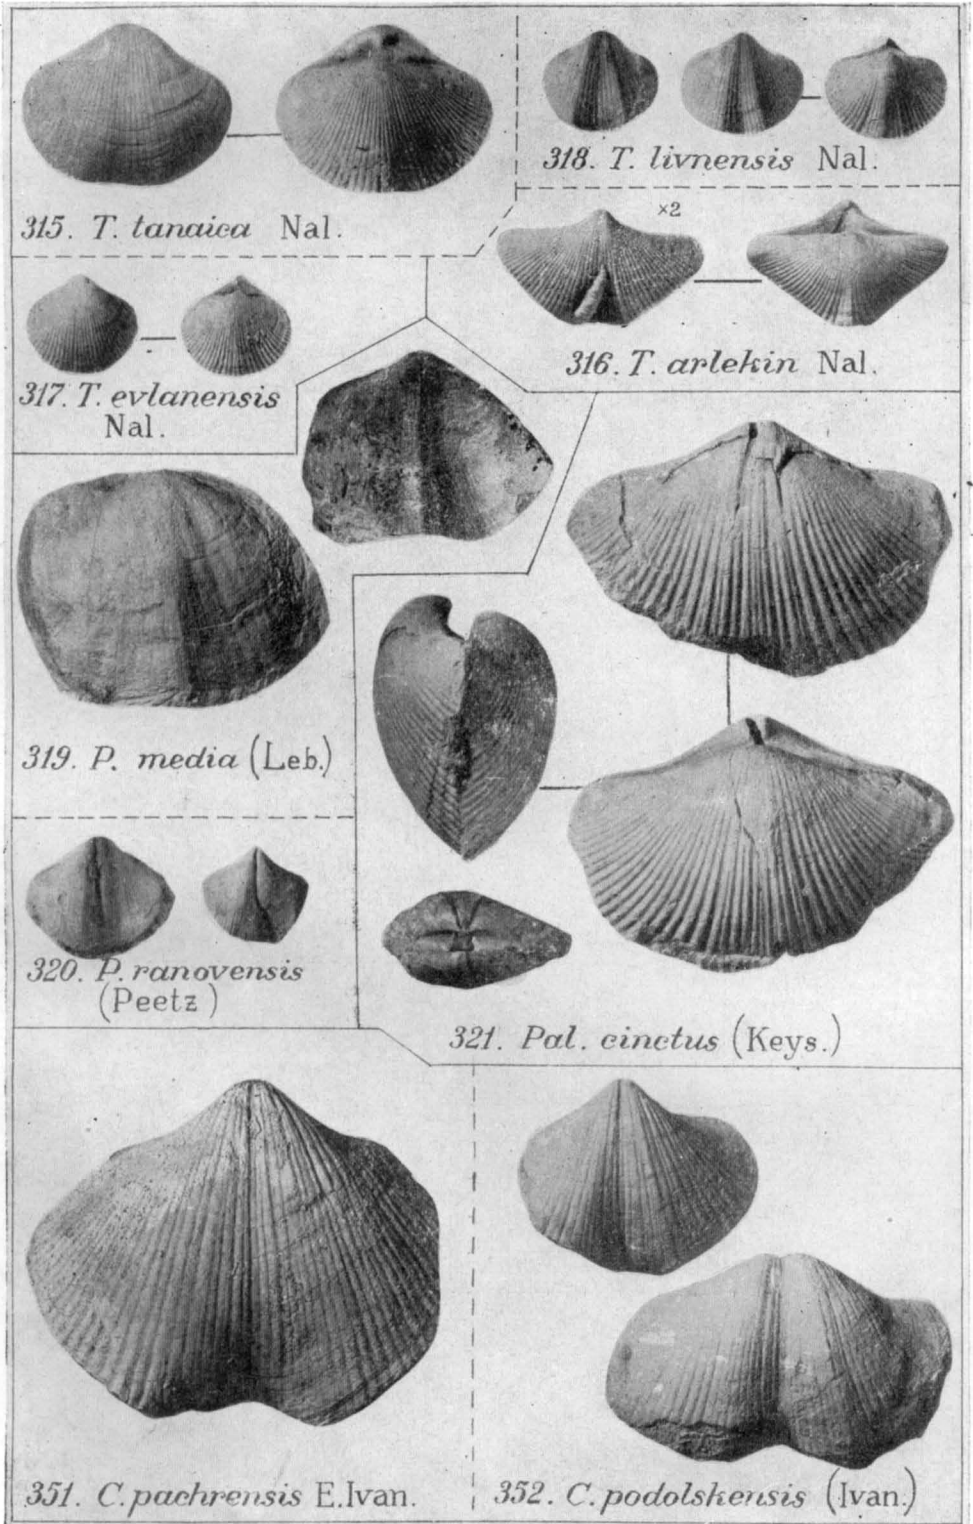 315. T. tanaica Nal.
318. T. livnensis Nal.
×2
316. T. arlekin Nal.
317. T. evlanensis
Nal.
319. P. media (Leb.)
320. P. ranovensis
(Peetz)
321. Pal. cinctus (Keys.)
351. C. pachrensis E.Ivan.
352. C. podolskensis (Ivan.)